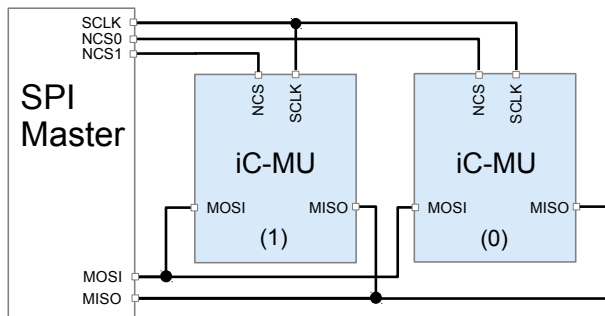 SCLK
NCS0
NCS1
SPI
Master
NCS
SCLK
NCS
SCLK
iC-MU
iC-MU
MOSI
MISO
MOSI
MISO
(1)
(0)
MOSI
MISO